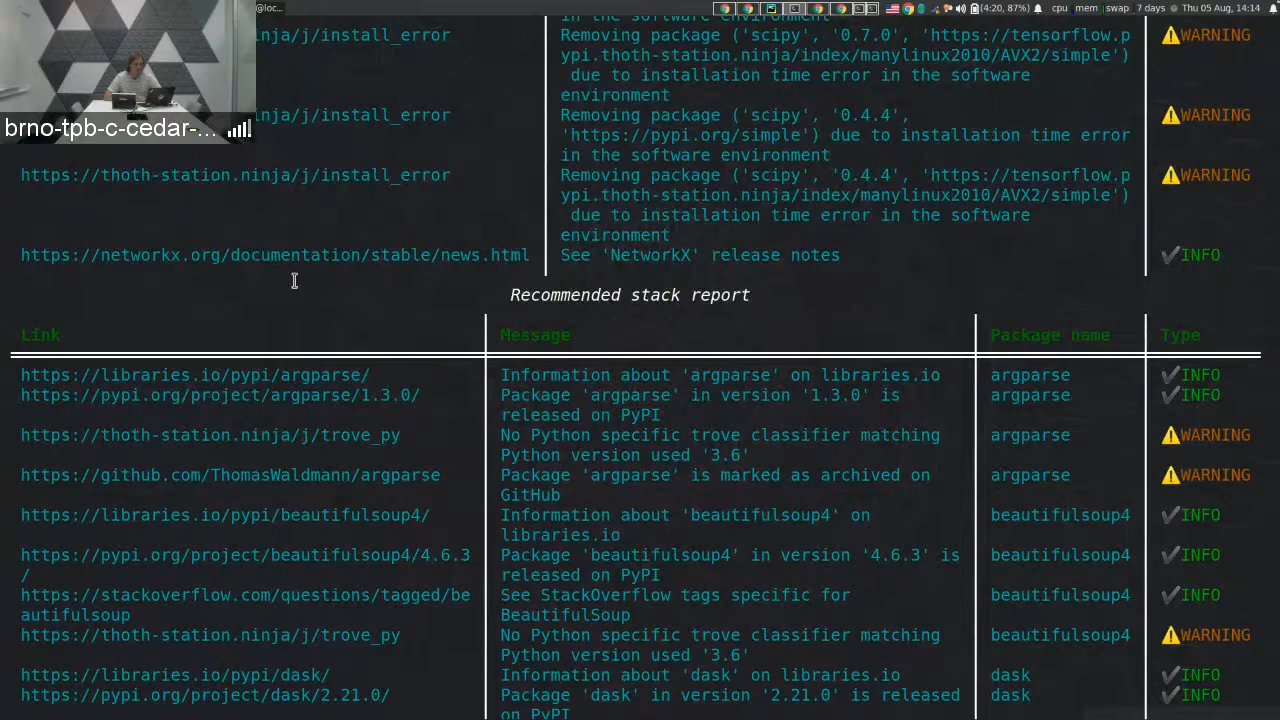 @loc... (4:20, 87%) cpu mem swap 7 days Thu 05 Aug, 14:14
in the software environment
ninja/j/install_error Removing package ('scipy', '0.7.0', 'https://tensorflow.p WARNING
ypi.thoth-station.ninja/index/manylinux2010/AVX2/simple')
due to installation time error in the software
environment
ninja/j/install_error Removing package ('scipy', '0.4.4', WARNING
brno-tpb-c-cedar-...
'https://pypi.org/simple') due to installation time error
in the software environment
https://thoth-station.ninja/j/install_error Removing package ('scipy', '0.4.4', 'https://tensorflow.p WARNING
ypi.thoth-station.ninja/index/manylinux2010/AVX2/simple')
due to installation time error in the software
environment
https://networkx.org/documentation/stable/news.html See 'NetworkX' release notes INFO
Recommended stack report
Link Message Package name Type
https://libraries.io/pypi/argparse/ Information about 'argparse' on libraries.io argparse INFO
https://pypi.org/project/argparse/1.3.0/ Package 'argparse' in version '1.3.0' is argparse INFO
released on PyPI
https://thoth-station.ninja/j/trove_py No Python specific trove classifier matching argparse WARNING
Python version used '3.6'
https://github.com/ThomasWaldmann/argparse Package 'argparse' is marked as archived on argparse WARNING
GitHub
https://libraries.io/pypi/beautifulsoup4/ Information about 'beautifulsoup4' on beautifulsoup4 INFO
libraries.io
https://pypi.org/project/beautifulsoup4/4.6.3 Package 'beautifulsoup4' in version '4.6.3' is beautifulsoup4 INFO
/ released on PyPI
https://stackoverflow.com/questions/tagged/be See StackOverflow tags specific for beautifulsoup4 INFO
autifulsoup BeautifulSoup
https://thoth-station.ninja/j/trove_py No Python specific trove classifier matching beautifulsoup4 WARNING
Python version used '3.6'
https://libraries.io/pypi/dask/ Information about 'dask' on libraries.io dask INFO
https://pypi.org/project/dask/2.21.0/ Package 'dask' in version '2.21.0' is released dask INFO
on PyPI